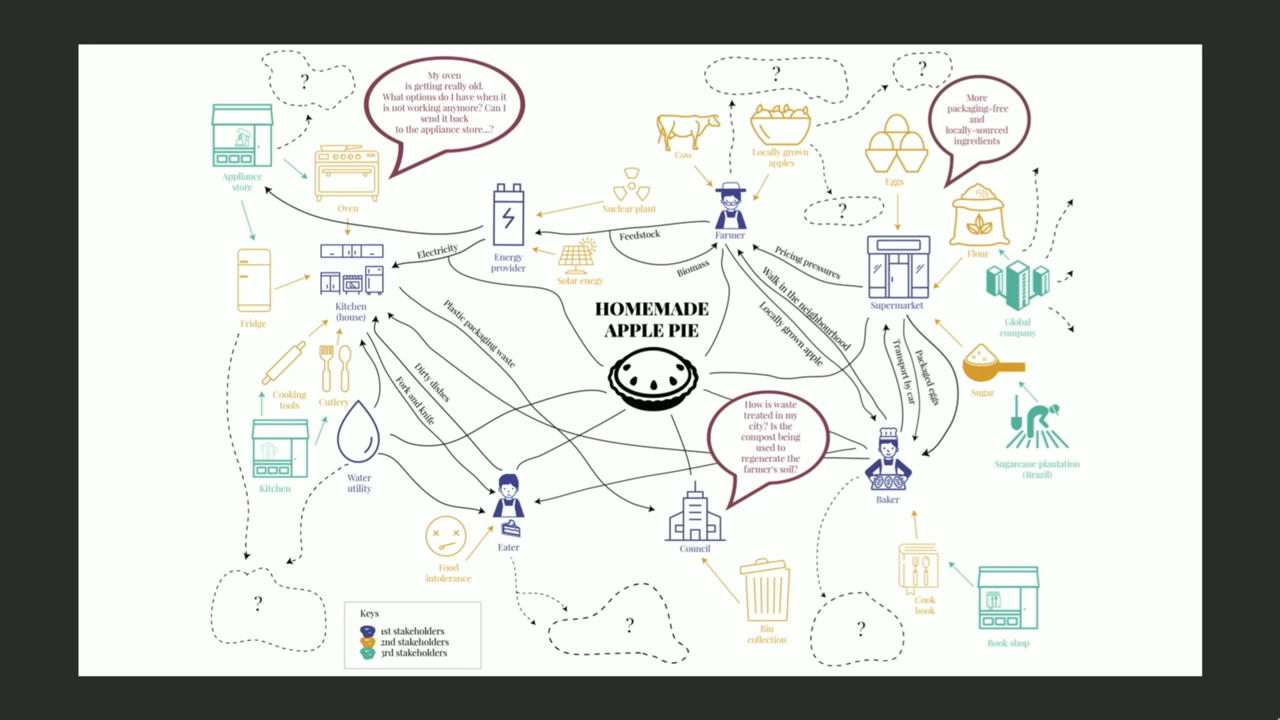 ?
My oven
is getting really old.
What options do I have when it
is not working anymore? Can I
send it back
to the appliance store...?
?
?
More
packaging-free
and
locally-sourced
ingredients
Appliance
store
Oven
Cow
Locally grown
apples
Eggs
Nuclear plant
?
Feedstock
Farmer
Electricity
Energy
provider
Biomass
Solar enegy
Pricing pressures
Flour
Kitchen
(house)
Supermarket
Fridge
Global
company
HOMEMADE
APPLE PIE
Walk in the neighbourhood
Locally grown apple
Plastic packaging waste
Transport by car
Packaged eggs
Dirty dishes
Fork and knife
Sugar
Cooking
tools
Cutlery
How is waste
treated in my
city? Is the
compost being
used to
regenerate the
farmer's soil?
Kitchen
Water
utility
Sugarcane plantation
(Brazil)
Baker
Eater
Council
Food
intolerance
Cook
book
?
?
Bin
collection
?
Book shop
Keys
1st stakeholders
2nd stakeholders
3rd stakeholders